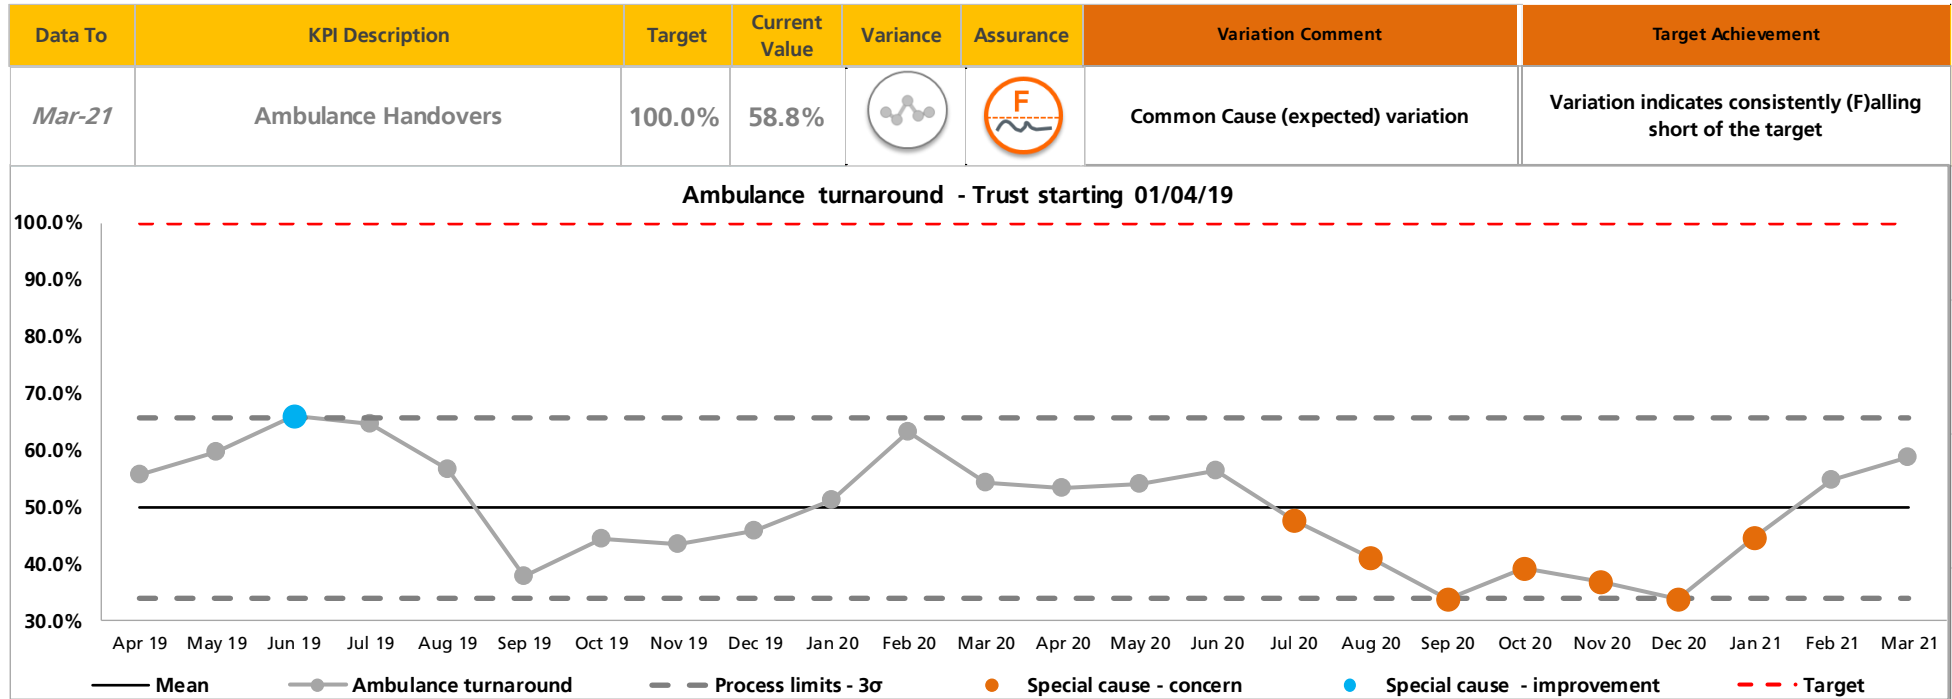 Data To
KPI Description
Target
Current
Value
Variance
Assurance
Variation Comment
Target Achievement
Mar-21
Ambulance Handovers
100.0%
58.8%
F
Common Cause (expected) variation
Variation indicates consistently (F)alling
short of the target
Ambulance turnaround - Trust starting 01/04/19
100.0%
90.0%
80.0%
70.0%
60.0%
50.0%
40.0%
30.0%
Apr 19 May 19 Jun 19 Jul 19 Aug 19 Sep 19 Oct 19 Nov 19 Dec 19 Jan 20 Feb 20 Mar 20 Apr 20 May 20 Jun 20 Jul 20 Aug 20 Sep 20 Oct 20 Nov 20 Dec 20 Jan 21 Feb 21 Mar 21
Mean Ambulance turnaround Process limits - 3σ Special cause - concern Special cause - improvement Target